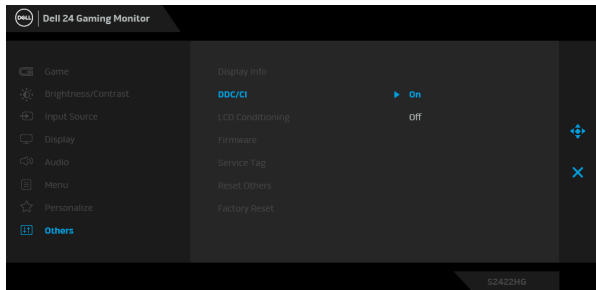 DELL
Dell 24 Gaming Monitor
Game
Brightness/Contrast
Input Source
Display
Audio
Menu
Personalize
Others
Display Info
DDC/CI
On
LCD Conditioning
Off
Firmware
Service Tag
Reset Others
Factory Reset
S2422HG